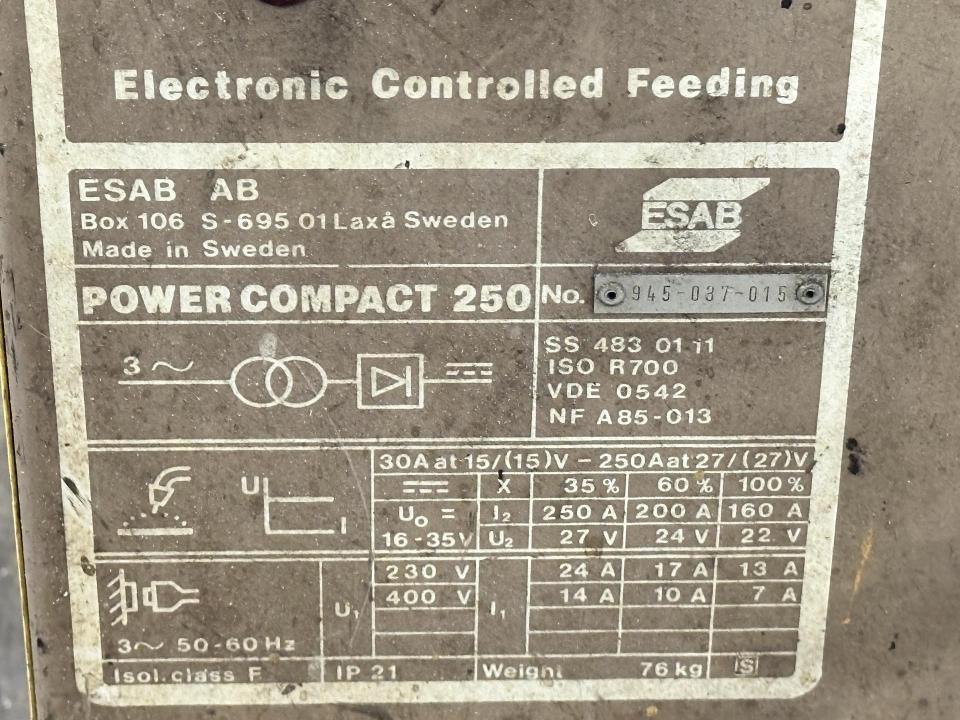 Electronic Controlled Feeding
ESAB AB
Box 106 S-695 01 Laxå Sweden
Made in Sweden
ESAB
POWER COMPACT 250
No. 945-037-015
3 ~
SS 483 01 11
ISO R700
VDE 0542
NF A85-013
U
I
30A at 15/(15)V - 250A at 27/(27)V
X 35% 60% 100%
U₀ = I₂ 250 A 200 A 160 A
16-35V U₂ 27 V 24 V 22 V
U₁ 230 V I₁ 24 A 17 A 13 A
400 V 14 A 10 A 7 A
3~ 50-60 Hz
Isol. class F IP 21 Weight 76 kg S